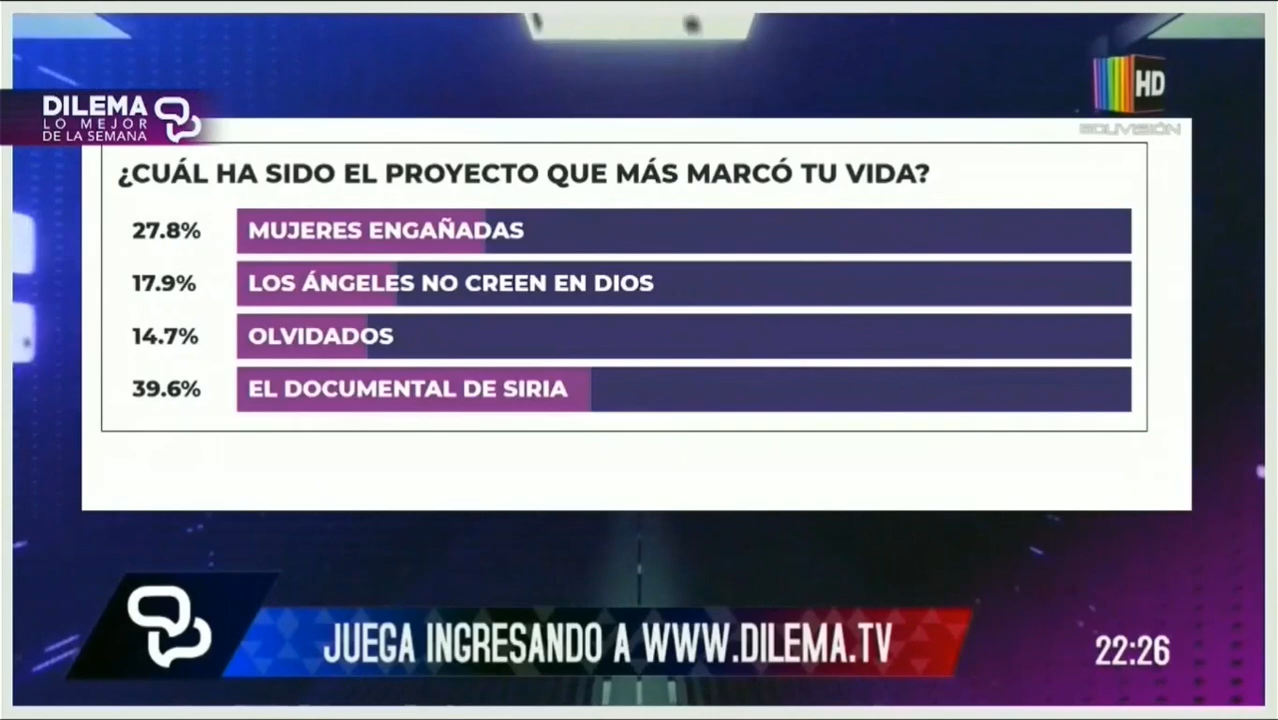 DILEMA
LO MEJOR
DE LA SEMANA
HD
BOLIVISIÓN
¿CUÁL HA SIDO EL PROYECTO QUE MÁS MARCÓ TU VIDA?
27.8% MUJERES ENGAÑADAS
17.9% LOS ÁNGELES NO CREEN EN DIOS
14.7% OLVIDADOS
39.6% EL DOCUMENTAL DE SIRIA
JUEGA INGRESANDO A WWW.DILEMA.TV
22:26